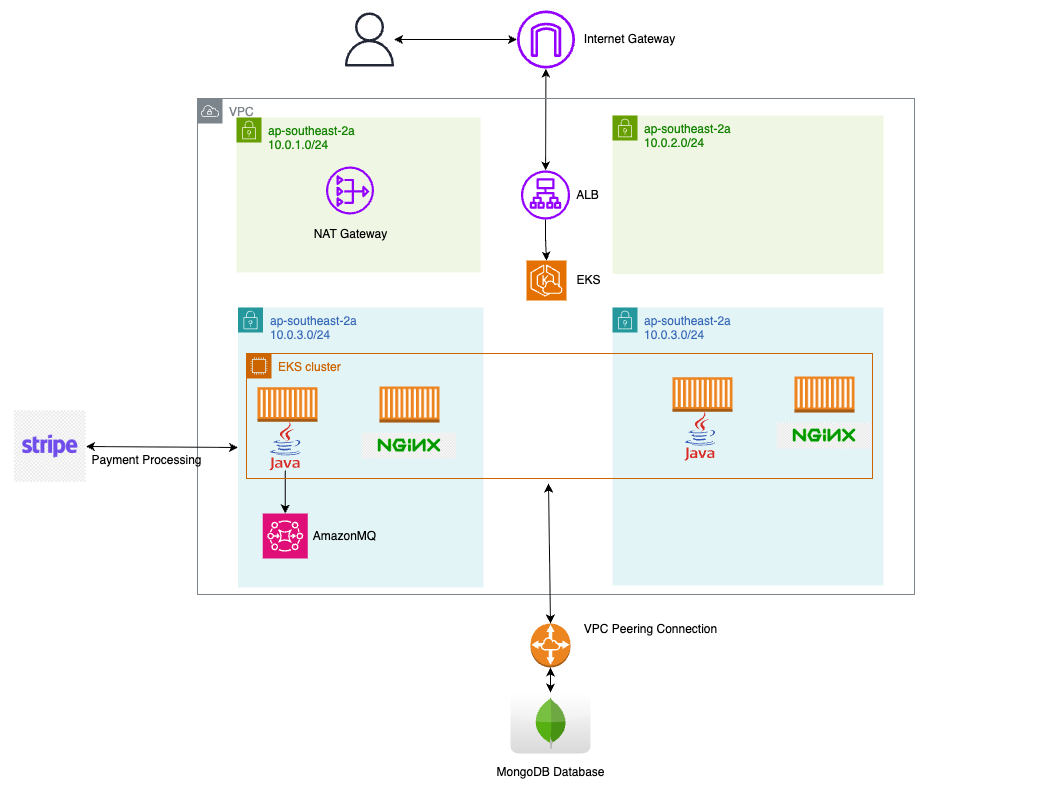 Internet Gateway
VPC
ap-southeast-2a
10.0.1.0/24
ap-southeast-2a
10.0.2.0/24
NAT Gateway
ALB
EKS
ap-southeast-2a
10.0.3.0/24
ap-southeast-2a
10.0.3.0/24
EKS cluster
stripe
Payment Processing
Java
NGiNX
Java
NGiNX
AmazonMQ
VPC Peering Connection
MongoDB Database